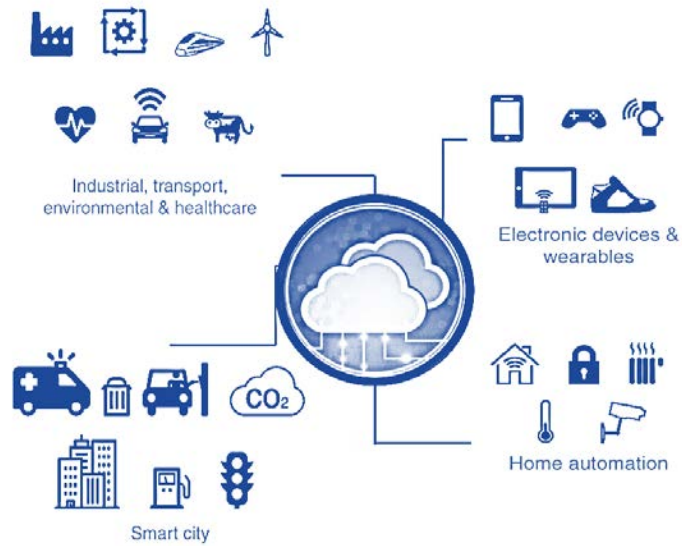 Industrial, transport,
environmental & healthcare
Electronic devices &
wearables
CO2
Home automation
Smart city